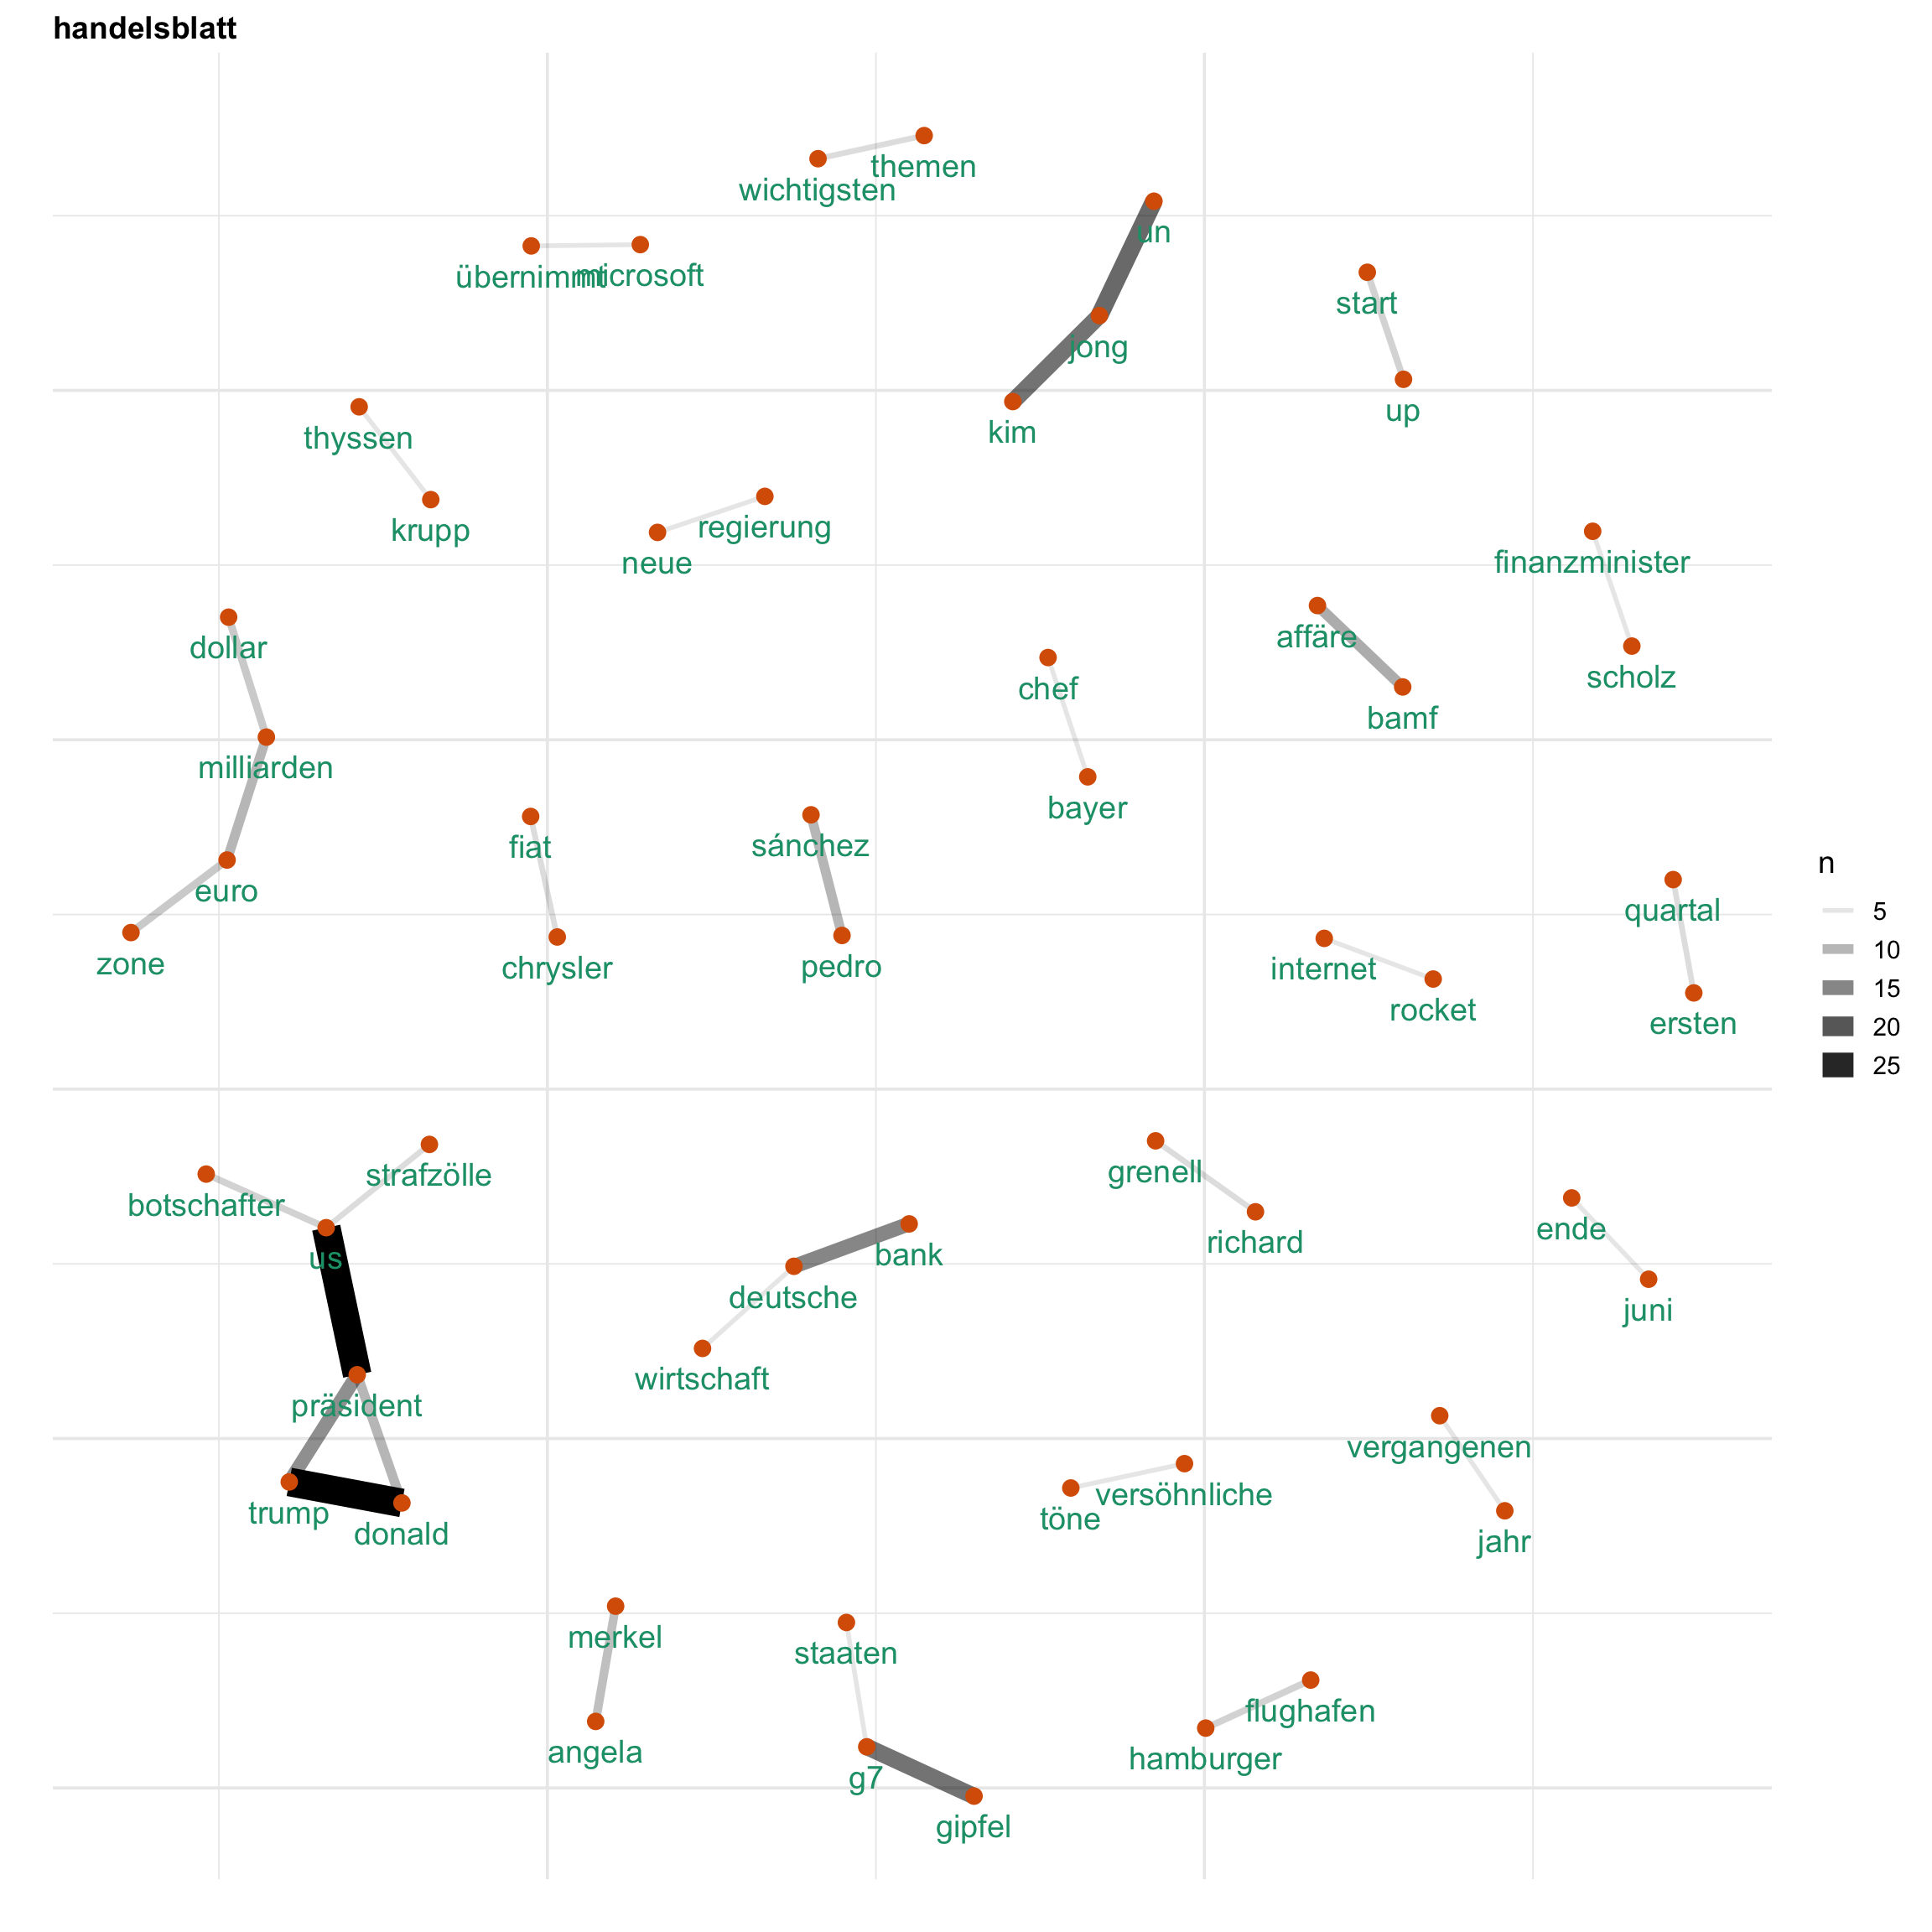 handelsblatt
themen
wichtigsten
un
übernimmt
microsoft
start
jong
up
kim
thyssen
krupp
regierung
neue
finanzminister
affäre
dollar
scholz
chef
bamf
milliarden
bayer
sánchez
fiat
n
euro
quartal
5
10
zone
pedro
chrysler
internet
15
rocket
ersten
20
25
strafzölle
grenell
botschafter
ende
richard
bank
us
deutsche
juni
wirtschaft
präsident
vergangenen
versöhnliche
trump
töne
donald
jahr
merkel
staaten
flughafen
angela
hamburger
g7
gipfel